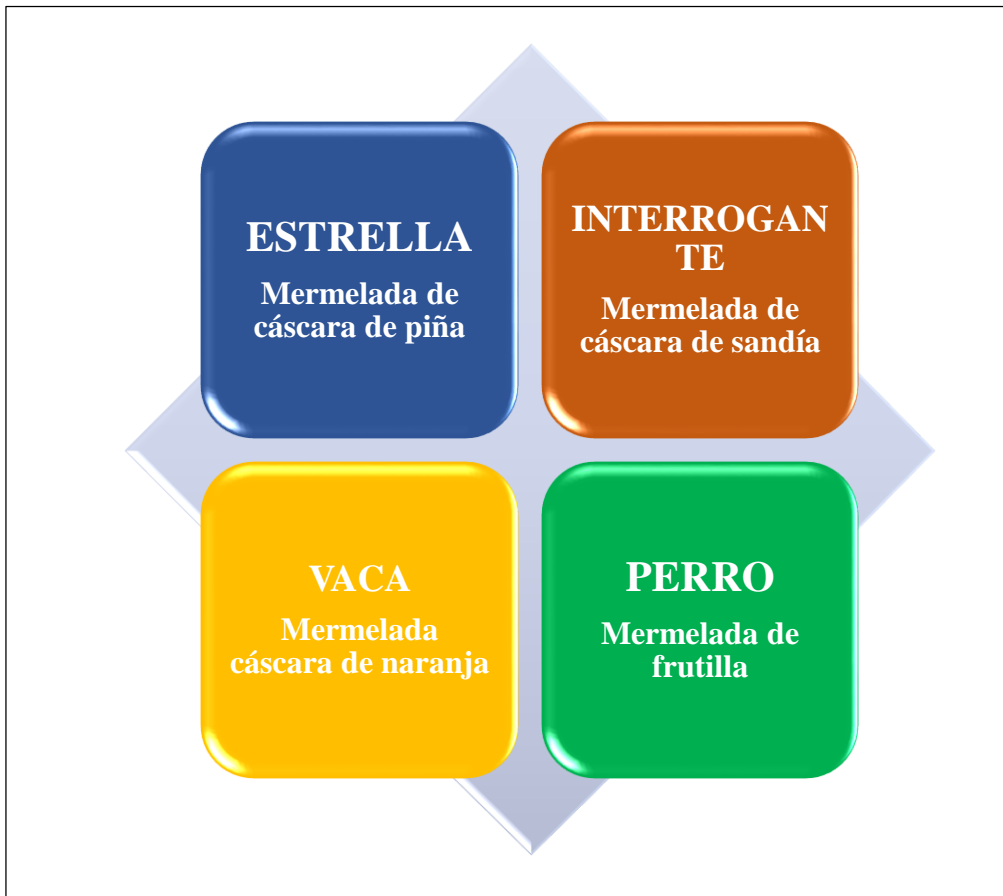 ESTRELLA
Mermelada de
cáscara de piña
INTERROGAN
TE
Mermelada de
cáscara de sandía
VACA
Mermelada
cáscara de naranja
PERRO
Mermelada de
frutilla